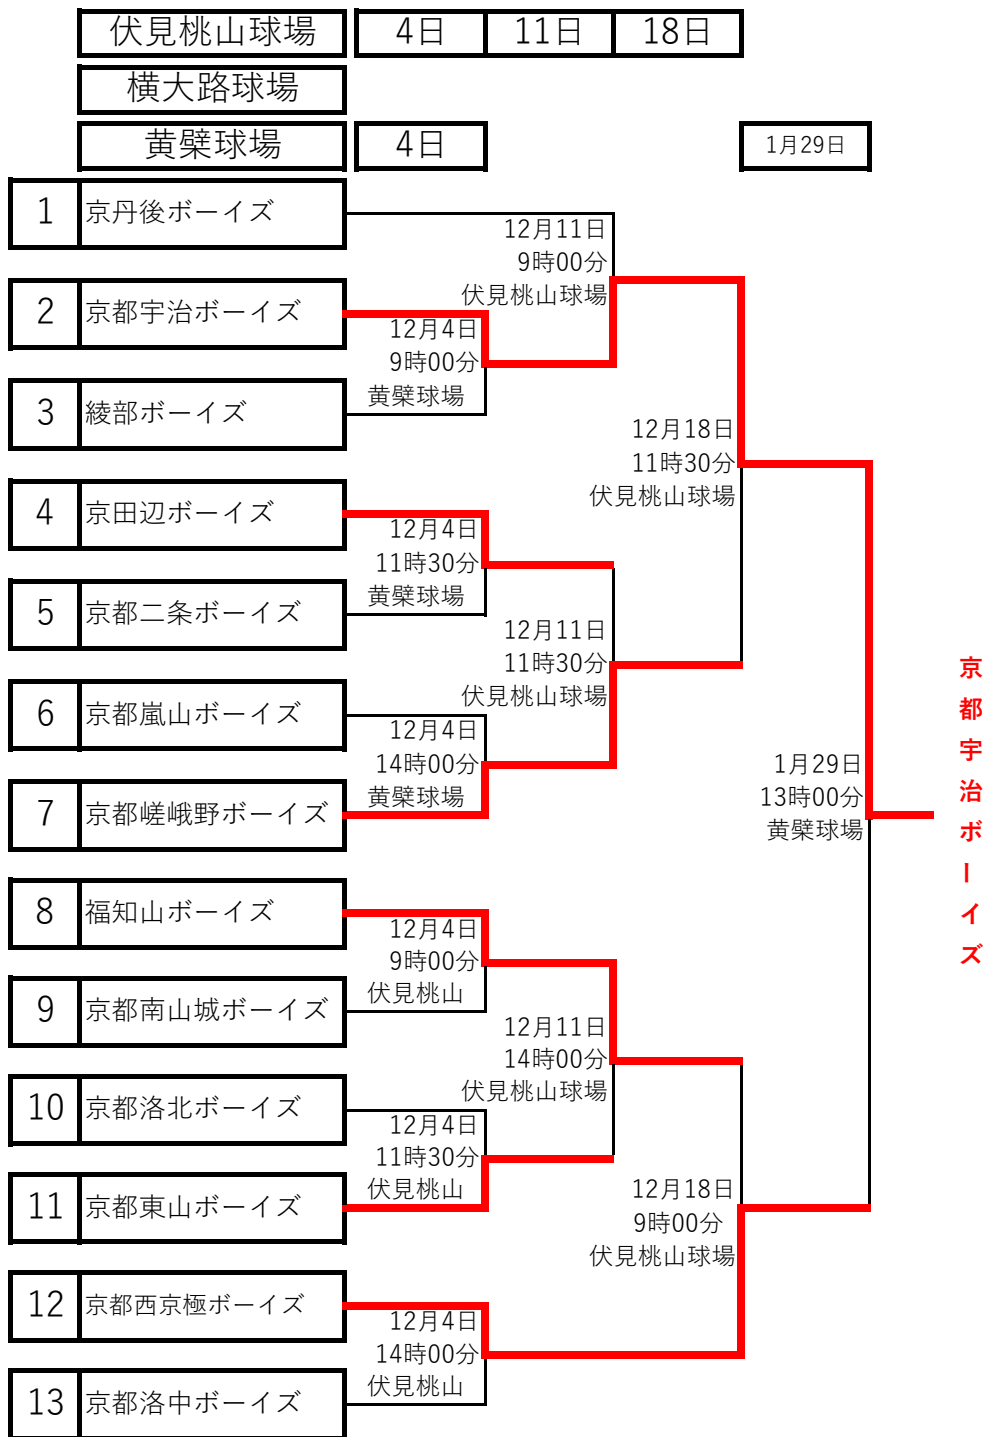 伏見桃山球場 4日 11日 18日
横大路球場
黄檗球場 4日 1月29日
1 京丹後ボーイズ
12月11日
9時00分
伏見桃山球場
2 京都宇治ボーイズ
12月4日
9時00分
黄檗球場
3 綾部ボーイズ
12月18日
11時30分
伏見桃山球場
4 京田辺ボーイズ
12月4日
11時30分
黄檗球場
5 京都二条ボーイズ
12月11日
11時30分
伏見桃山球場
6 京都嵐山ボーイズ
12月4日
14時00分
黄檗球場
7 京都嵯峨野ボーイズ
1月29日
13時00分
黄檗球場
京都宇治ボーイズ
8 福知山ボーイズ
12月4日
9時00分
伏見桃山
9 京都南山城ボーイズ
12月11日
14時00分
伏見桃山球場
10 京都洛北ボーイズ
12月4日
11時30分
伏見桃山
11 京都東山ボーイズ
12月18日
9時00分
伏見桃山球場
12 京都西京極ボーイズ
12月4日
14時00分
伏見桃山
13 京都洛中ボーイズ